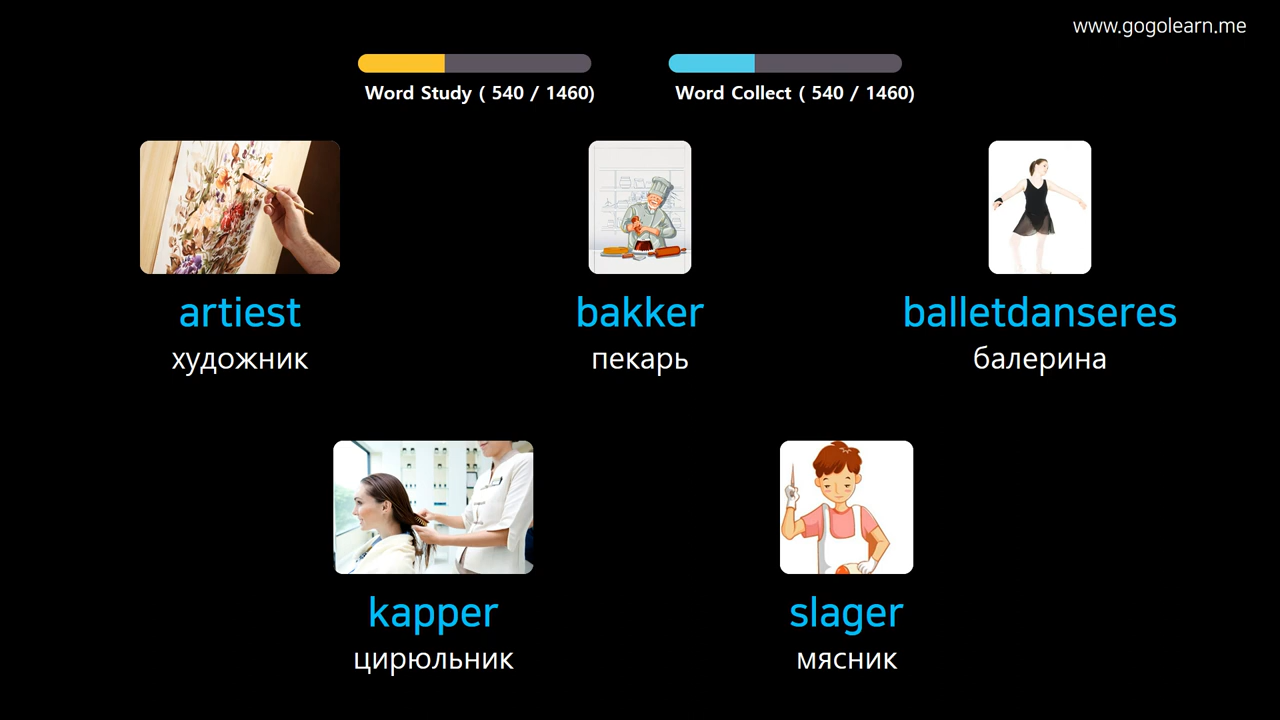 www.gogolearn.me
Word Study ( 540 / 1460)
Word Collect ( 540 / 1460)
artiest
художник
bakker
пекарь
balletdanseres
балерина
kapper
цирюльник
slager
мясник